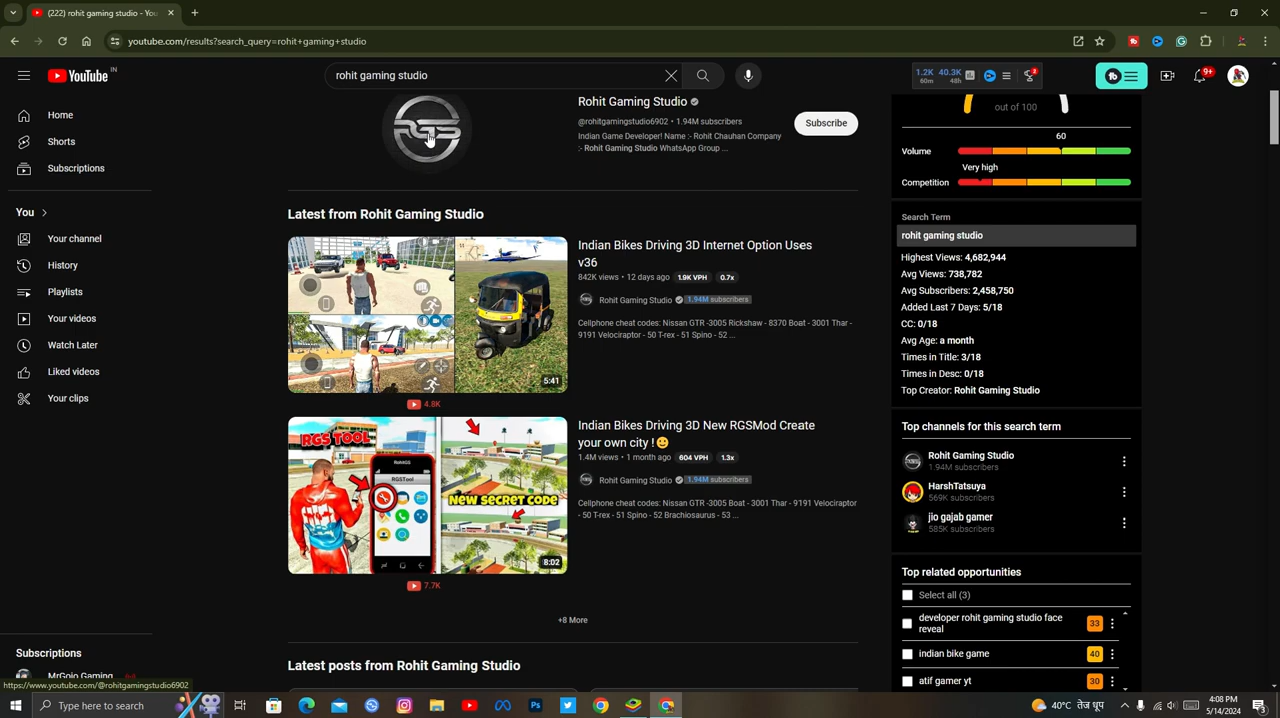 (222) rohit gaming studio - You
youtube.com/results?search_query=rohit+gaming+studio
YouTube IN
rohit gaming studio
1.2K 60m
40.3K 48h
9+
Home
Shorts
Subscriptions
You
Your channel
History
Playlists
Your videos
Watch Later
Liked videos
Your clips
Subscriptions
MrGojo Gaming
https://www.youtube.com/@rohitgamingstudio6902
RGS
Rohit Gaming Studio
@rohitgamingstudio6902 • 1.94M subscribers
Indian Game Developer! Name :- Rohit Chauhan Company
:- Rohit Gaming Studio WhatsApp Group ...
Subscribe
Latest from Rohit Gaming Studio
5:41
4.8K
Indian Bikes Driving 3D Internet Option Uses
v36
842K views • 12 days ago 1.9K VPH 0.7x
Rohit Gaming Studio 1.94M subscribers
Cellphone cheat codes: Nissan GTR -3005 Rickshaw - 8370 Boat - 3001 Thar -
9191 Velociraptor - 50 T-rex - 51 Spino - 52 ...
RGS TOOL
RGSTool
NEW SECRET CODE
8:02
7.7K
Indian Bikes Driving 3D New RGSMod Create
your own city !
1.4M views • 1 month ago 604 VPH 1.3x
Rohit Gaming Studio 1.94M subscribers
Cellphone cheat codes: Nissan GTR -3005 Boat - 3001 Thar - 9191 Velociraptor
- 50 T-rex - 51 Spino - 52 Brachiosaurus - 53 ...
+8 More
Latest posts from Rohit Gaming Studio
out of 100
60
Volume
Very high
Competition
Search Term
rohit gaming studio
Highest Views: 4,682,944
Avg Views: 738,782
Avg Subscribers: 2,458,750
Added Last 7 Days: 5/18
CC: 0/18
Avg Age: a month
Times in Title: 3/18
Times in Desc: 0/18
Top Creator: Rohit Gaming Studio
Top channels for this search term
Rohit Gaming Studio
1.94M subscribers
HarshTatsuya
569K subscribers
jio gajab gamer
585K subscribers
Top related opportunities
Select all (3)
developer rohit gaming studio face
reveal
33
indian bike game 40
atif gamer yt 30
Type here to search
40°C तेज धूप
4:08 PM
5/14/2024